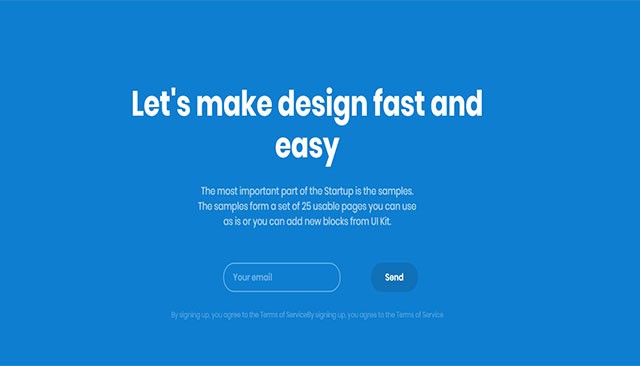 Let's make design fast and
easy
The most important part of the Startup is the samples.
The samples form a set of 25 usable pages you can use
as is or you can add new blocks from UI Kit.
Your email
Send
By signing up, you agree to the Terms of ServiceBy signing up, you agree to the Terms of Service